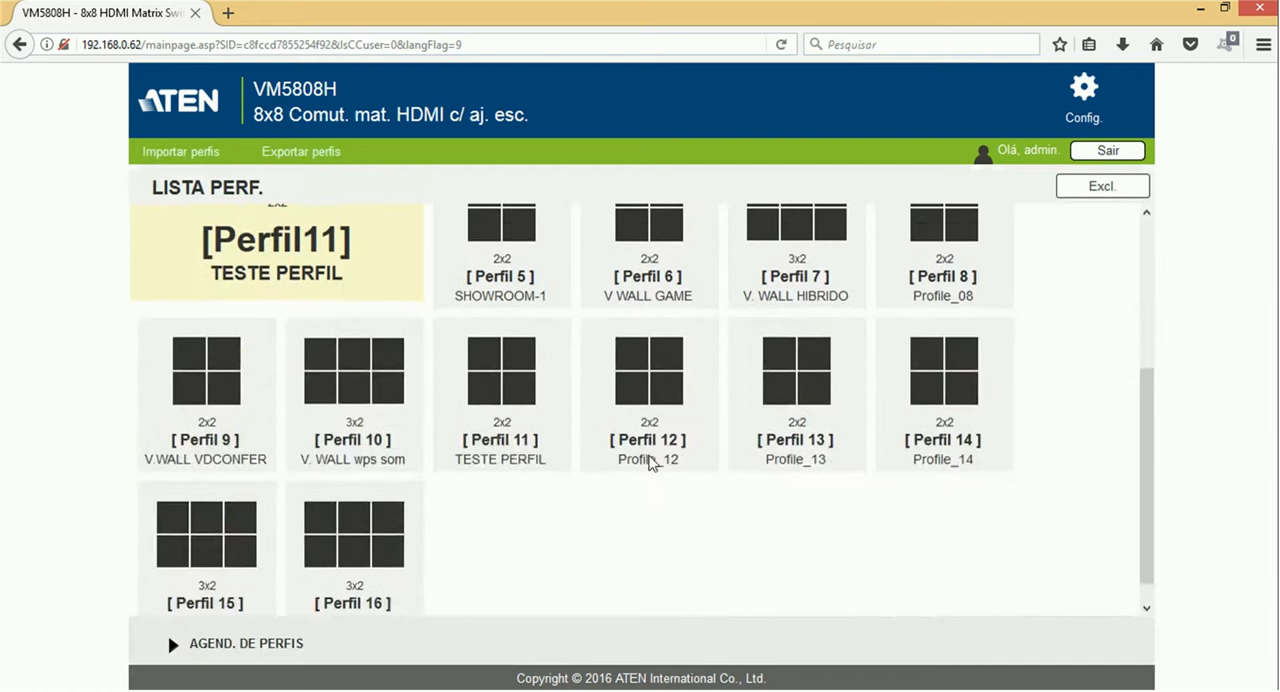 VM5808H - 8x8 HDMI Matrix Swi
192.168.0.62/mainpage.asp?SID=c8fccd7855254f92&IsCCuser=0&langFlag=9
Pesquisar
0
ATEN
VM5808H
8x8 Comut. mat. HDMI c/ aj. esc.
Config.
Importar perfis
Exportar perfis
Olá, admin.
Sair
LISTA PERF.
Excl.
2x2
[Perfil11]
TESTE PERFIL
2x2
[ Perfil 5 ]
SHOWROOM-1
2x2
[ Perfil 6 ]
V WALL GAME
3x2
[ Perfil 7 ]
V. WALL HIBRIDO
2x2
[ Perfil 8 ]
Profile_08
2x2
[ Perfil 9 ]
V.WALL VDCONFER
3x2
[ Perfil 10 ]
V. WALL wps som
2x2
[ Perfil 11 ]
TESTE PERFIL
2x2
[ Perfil 12 ]
Profile_12
2x2
[ Perfil 13 ]
Profile_13
2x2
[ Perfil 14 ]
Profile_14
3x2
[ Perfil 15 ]
3x2
[ Perfil 16 ]
AGEND. DE PERFIS
Copyright © 2016 ATEN International Co., Ltd.